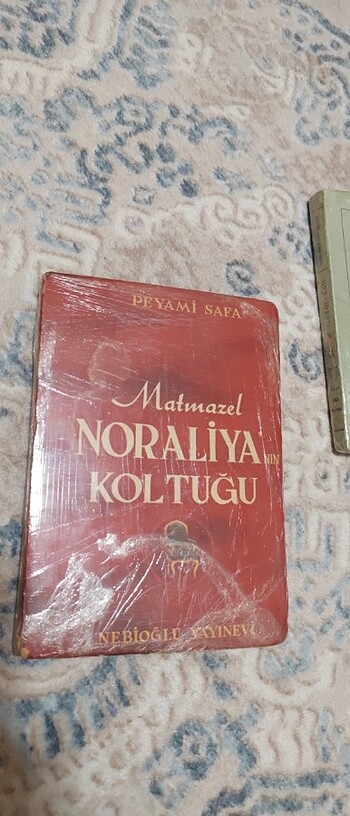 PEYAMİ SAFA
Matmazel
NORALİYA NIN
KOLTUĞU
NEBİOĞLU YAYINEVİ